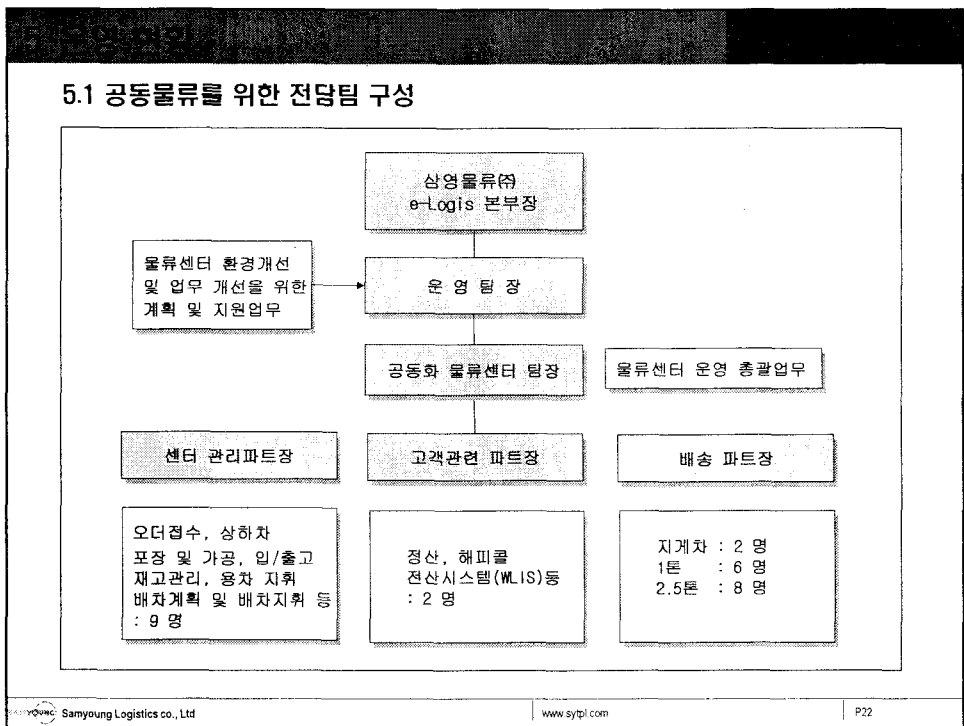 5. 운영현황
5.1 공동물류를 위한 전담팀 구성
삼영물류㈜
e-Logis 본부장
물류센터 환경개선
및 업무 개선을 위한
계획 및 지원업무
운 영 팀 장
공동화 물류센터 팀장
물류센터 운영 총괄업무
센터 관리파트장
고객관련 파트장
배송 파트장
오더접수, 상하차
포장 및 가공, 입/출고
재고관리, 용차 지휘
배차계획 및 배차지휘 등
: 9 명
정산, 해피콜
전산시스템(WLIS)등
: 2 명
지게차 : 2 명
1톤 : 6 명
2.5톤 : 8 명
Samyoung Logistics co., Ltd
www.sytpl.com
P22